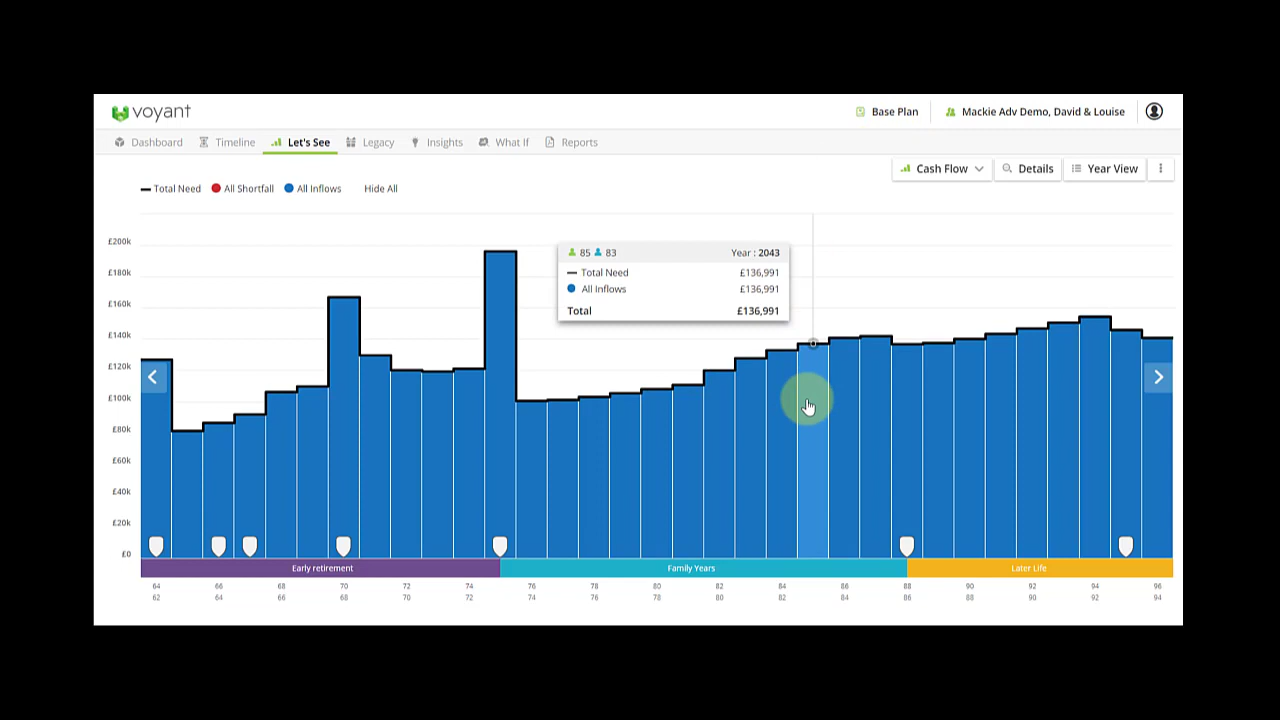 voyant
Base Plan
Mackie Adv Demo, David & Louise
Dashboard Timeline Let's See Legacy Insights What If Reports
Cash Flow Details Year View
Total Need All Shortfall All Inflows Hide All
£200k
£180k
£160k
£140k
£120k
£100k
£80k
£60k
£40k
£20k
£0
85 83 Year : 2043
Total Need £136,991
All Inflows £136,991
Total £136,991
Early retirement Family Years Later Life
64 66 68 70 72 74 76 78 80 82 84 86 88 90 92 94 96
62 64 66 68 70 72 74 76 78 80 82 84 86 88 90 92 94